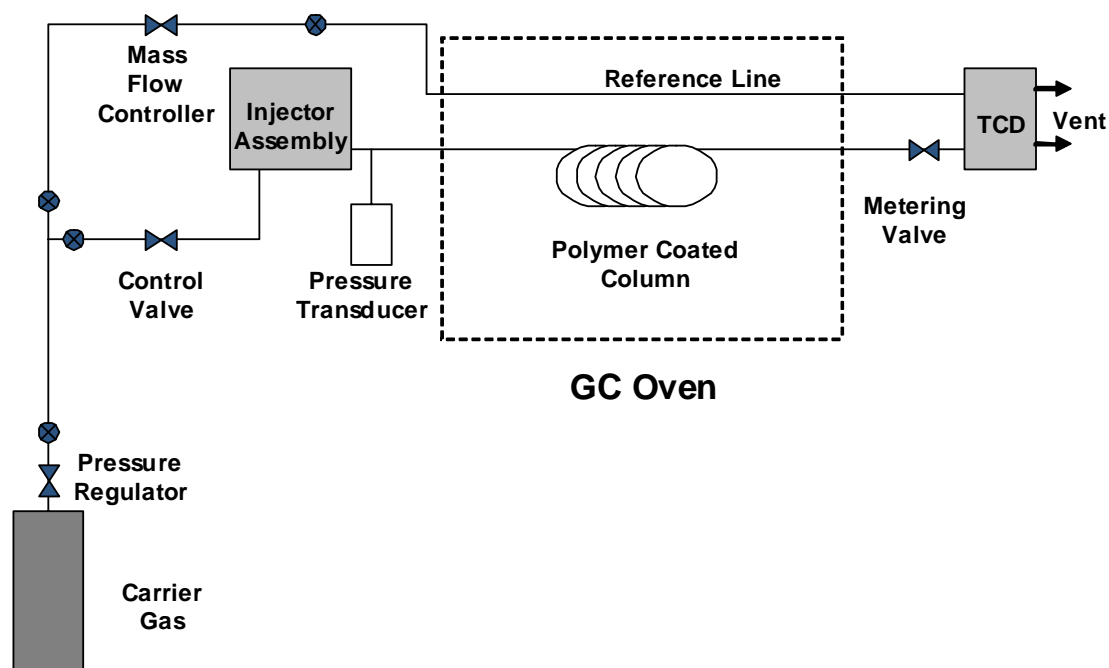 Mass
Flow
Controller
Injector
Assembly
Reference Line
TCD
Vent
Metering
Valve
Control
Valve
Pressure
Transducer
Polymer Coated
Column
GC Oven
Pressure
Regulator
Carrier
Gas